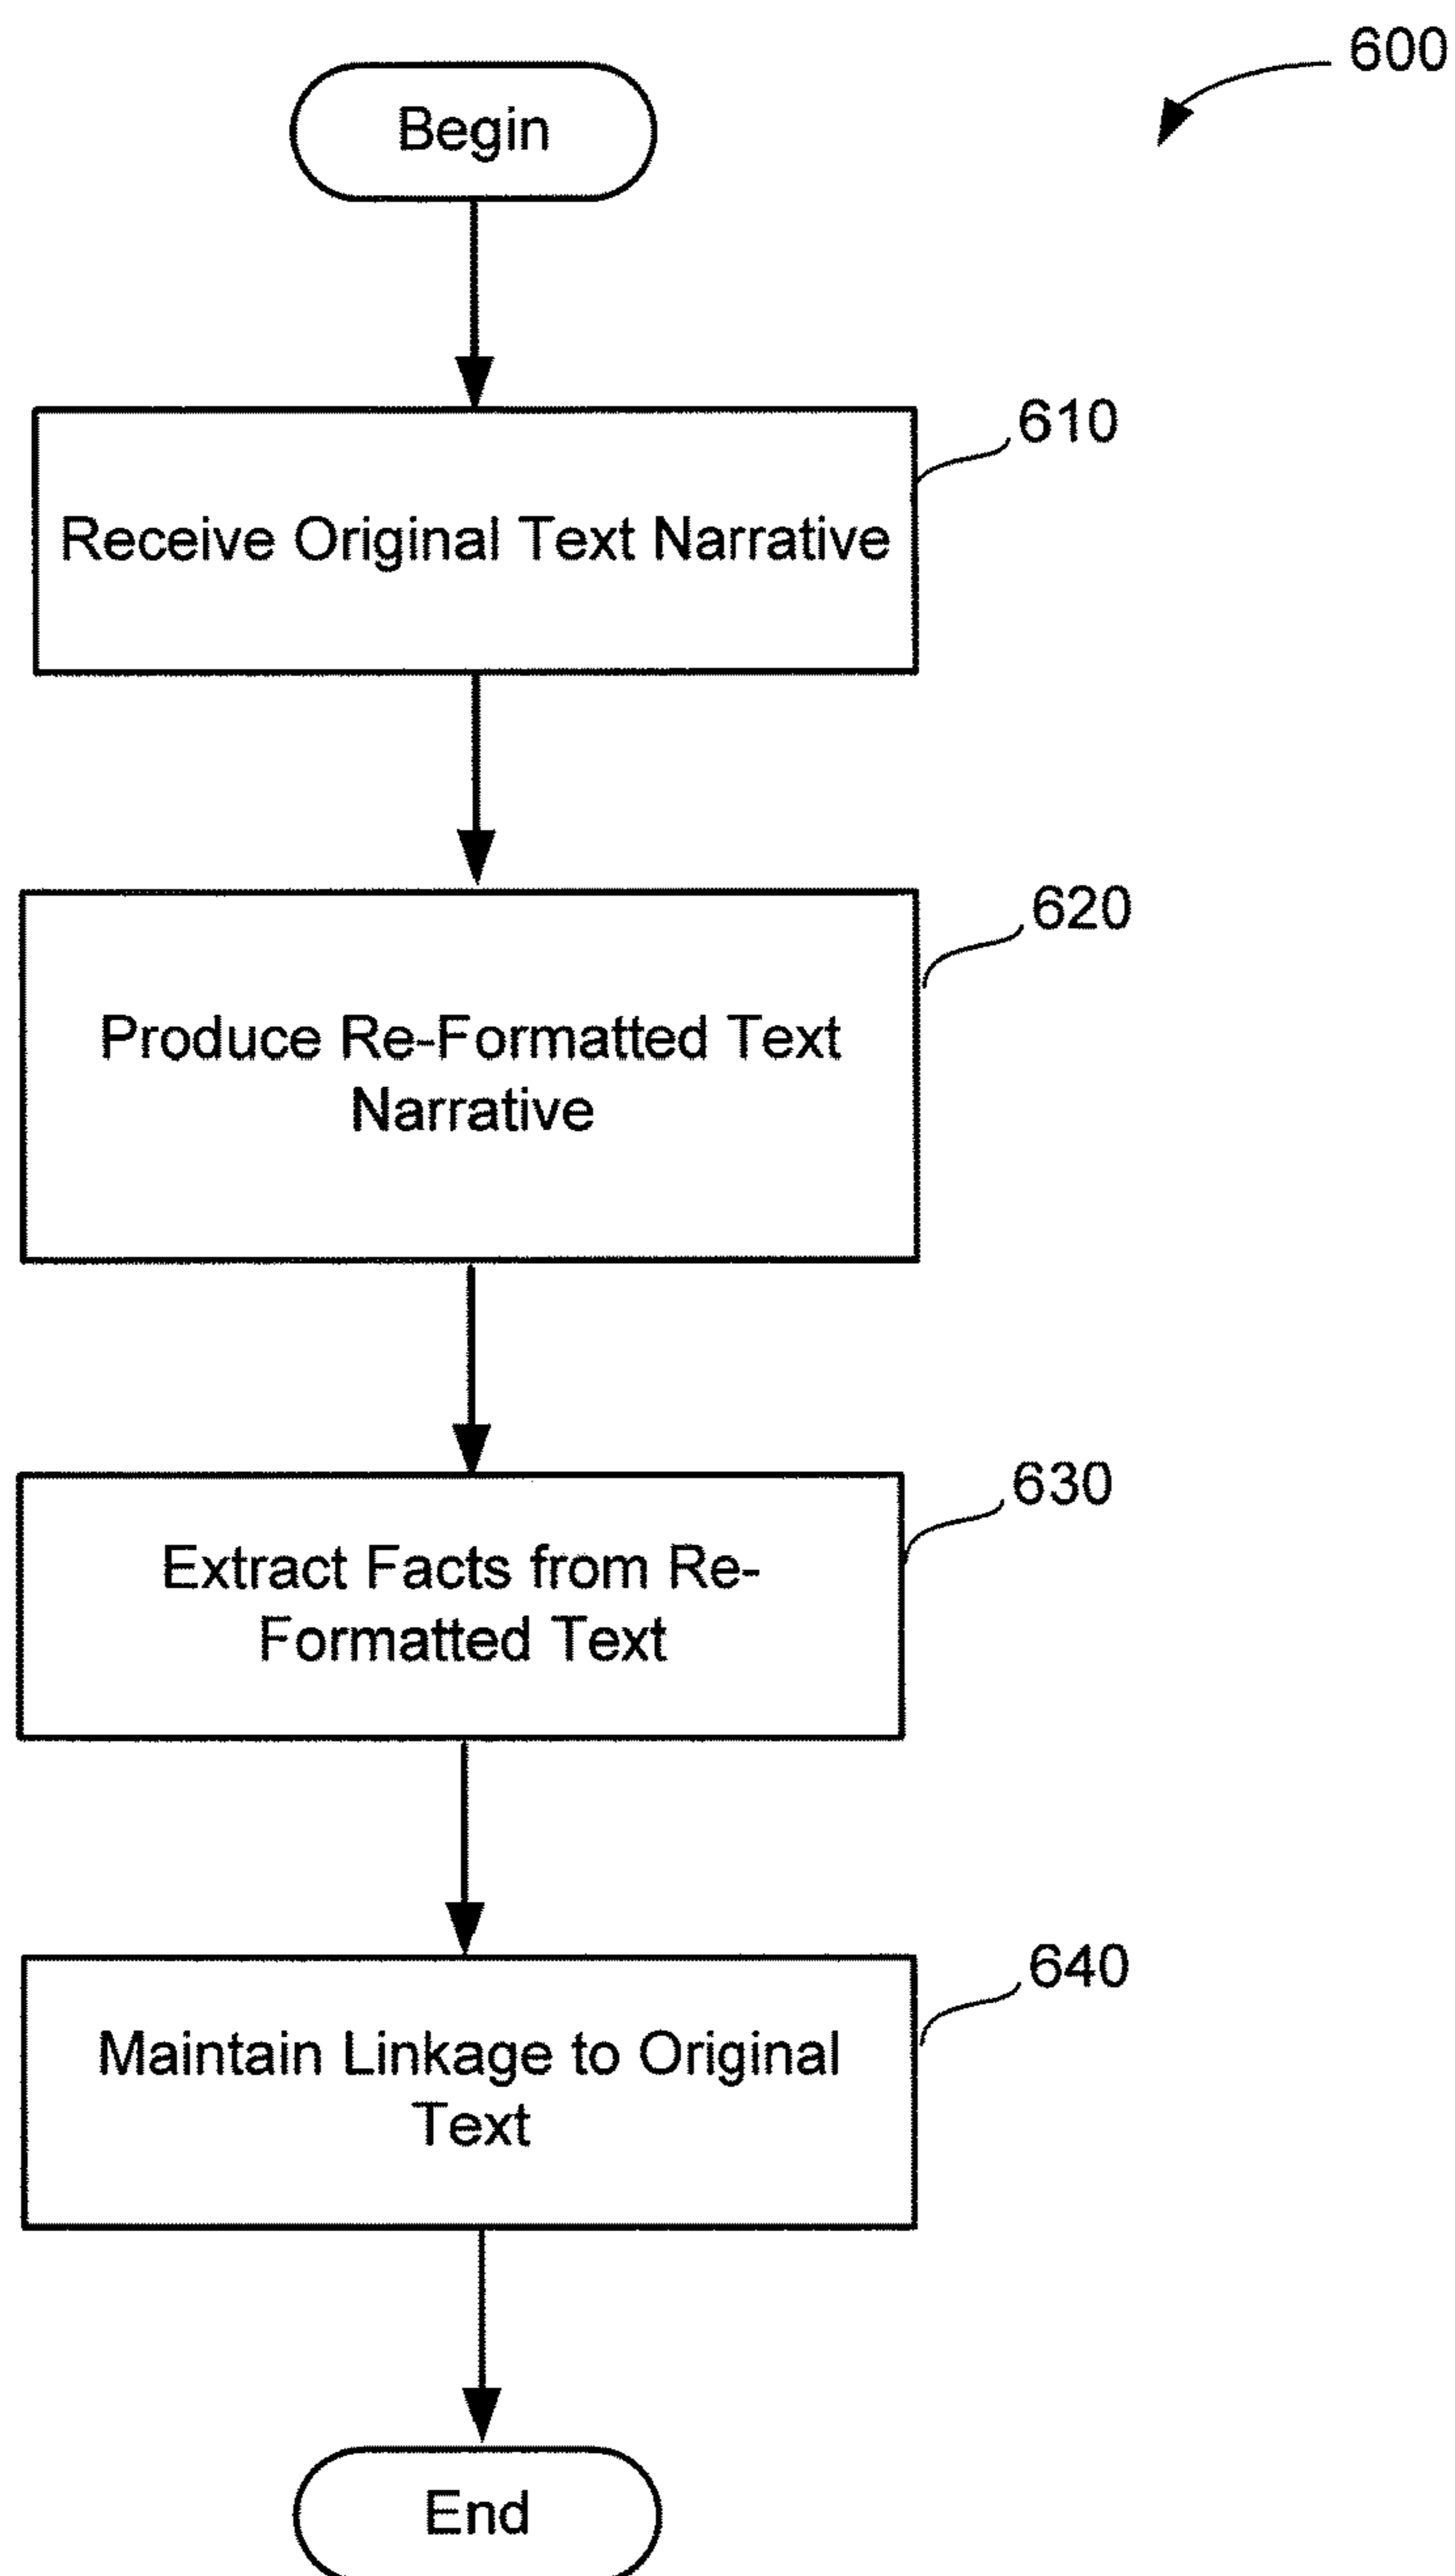 600
Begin
610
Receive Original Text Narrative
620
Produce Re-Formatted Text
Narrative
630
Extract Facts from Re-
Formatted Text
640
Maintain Linkage to Original
Text
End